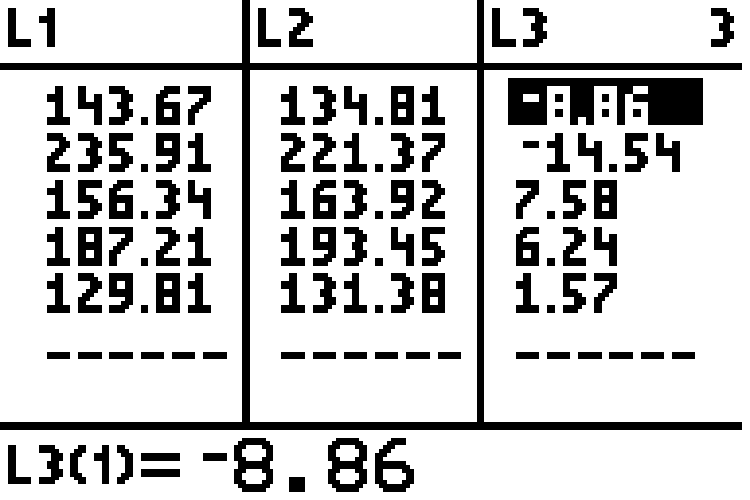 L1 L2 L3 3
143.67 134.81 -8.86
235.91 221.37 -14.54
156.34 163.92 7.58
187.21 193.45 6.24
129.81 131.38 1.57
------ ------ ------
L3(1)= -8.86